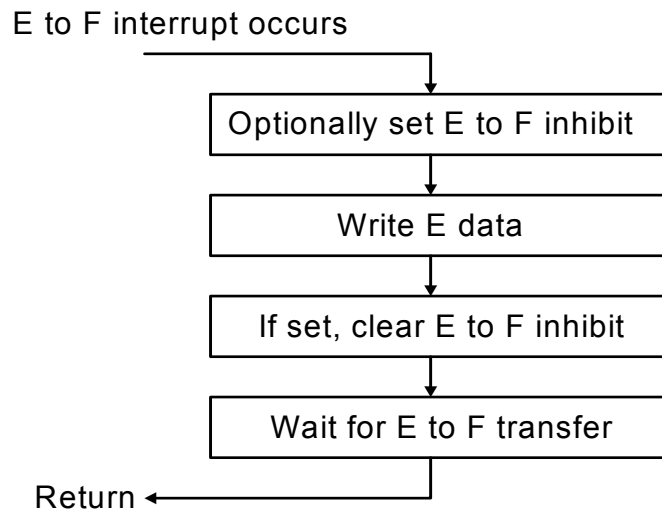 E to F interrupt occurs
Optionally set E to F inhibit
Write E data
If set, clear E to F inhibit
Wait for E to F transfer
Return